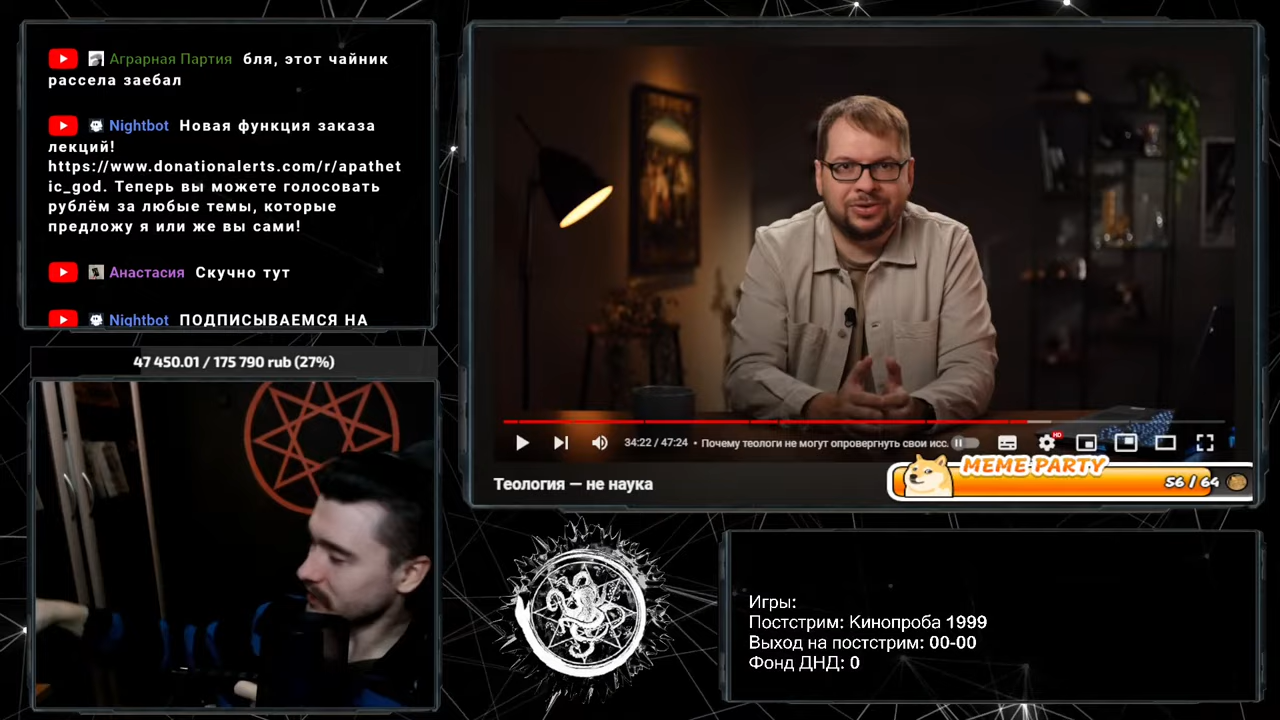 Аграрная Партия бля, этот чайник
рассела заебал
Nightbot Новая функция заказа
лекций!
https://www.donationalerts.com/r/apathet
ic_god. Теперь вы можете голосовать
рублём за любые темы, которые
предложу я или же вы сами!
Анастасия Скучно тут
Nightbot ПОДПИСЫВАЕМСЯ НА
47 450.01 / 175 790 rub (27%)
34:22 / 47:24 • Почему теологи не могут опровергнуть свои исс.
HD
Теология — не наука
MEME PARTY
56 / 64
Игры:
Постстрим: Кинопроба 1999
Выход на постстрим: 00-00
Фонд ДНД: 0